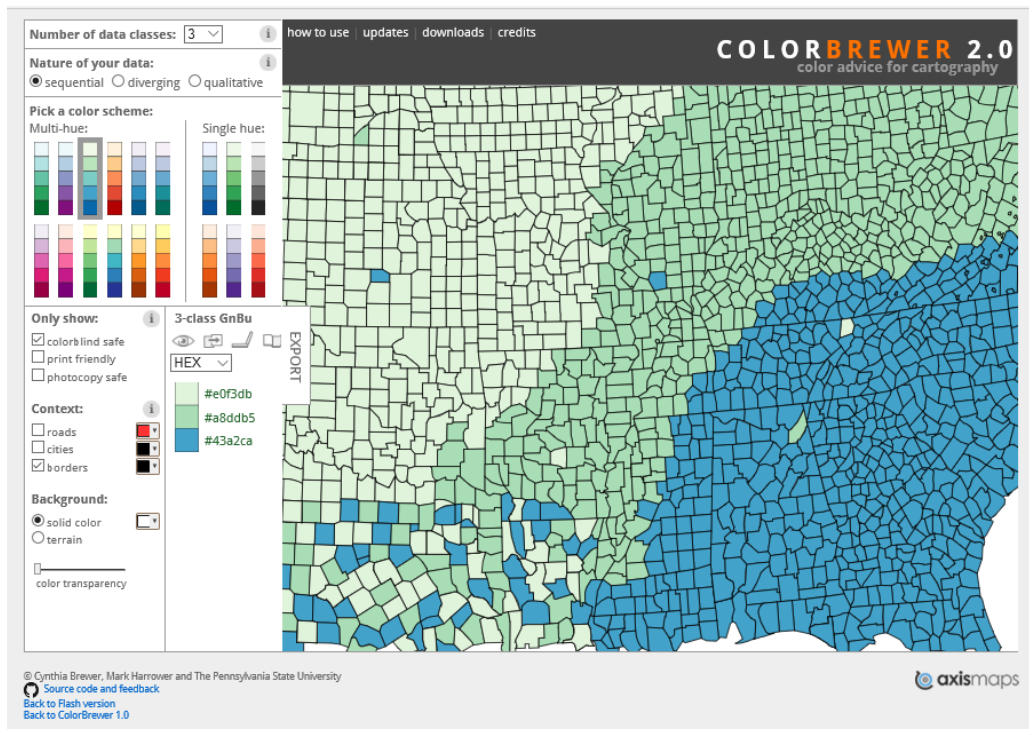 Number of data classes: 3 i
how to use | updates | downloads | credits
COLORBREWER 2.0
color advice for cartography
Nature of your data: i
sequential diverging qualitative
Pick a color scheme:
Multi-hue: Single hue:
Only show: i
colorblind safe
print friendly
photocopy safe
Context: i
roads
cities
borders
Background:
solid color
terrain
color transparency
3-class GnBu
HEX
EXPORT
#e0f3db
#a8ddb5
#43a2ca
© Cynthia Brewer, Mark Harrower and The Pennsylvania State University
Source code and feedback
Back to Flash version
Back to ColorBrewer 1.0
axismaps